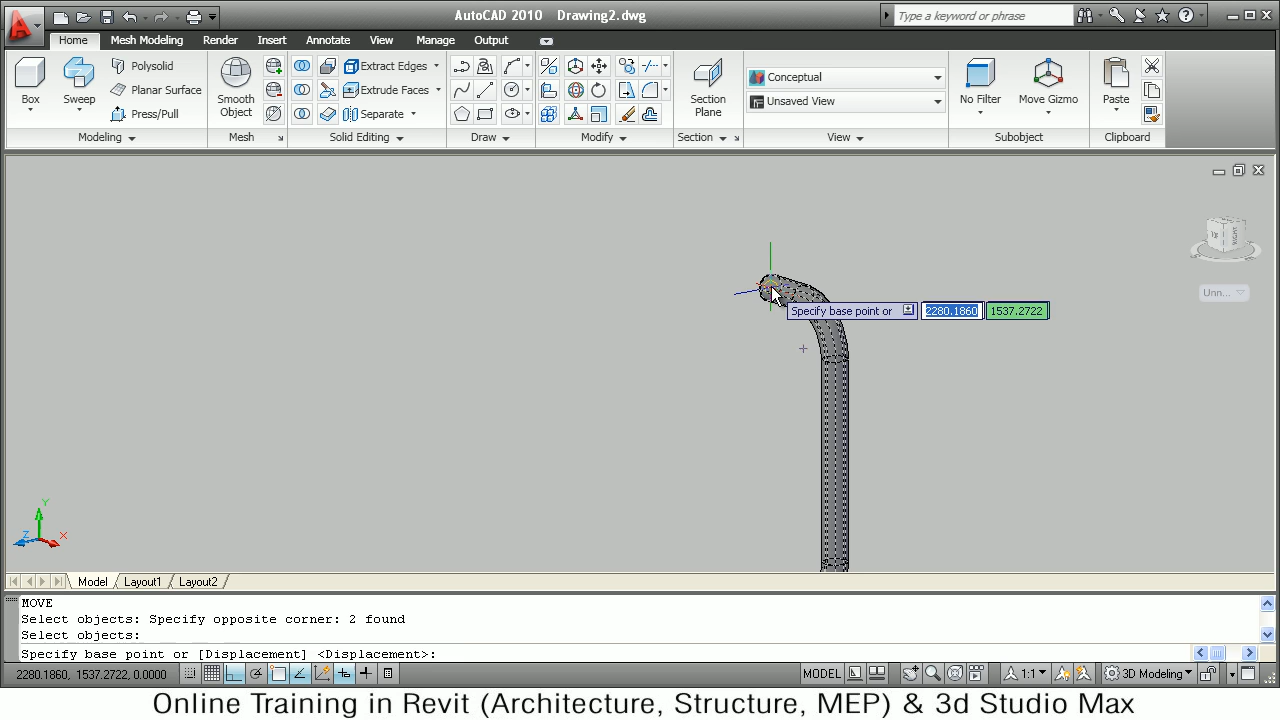 AutoCAD 2010 Drawing2.dwg
Type a keyword or phrase
Home Mesh Modeling Render Insert Annotate View Manage Output
Box
Sweep
Polysolid
Planar Surface
Press/Pull
Modeling
Smooth
Object
Mesh
Extract Edges
Extrude Faces
Separate
Solid Editing
Draw
Modify
Section
Plane
Section
Conceptual
Unsaved View
View
No Filter
Move Gizmo
Subobject
Paste
Clipboard
RIGHT
Unn...
Specify base point or 2280.1860 1537.2722
Y
Z X
Model Layout1 Layout2
MOVE
Select objects: Specify opposite corner: 2 found
Select objects:
Specify base point or [Displacement] <Displacement>:
2280.1860, 1537.2722, 0.0000 MODEL 1:1 3D Modeling
Online Training in Revit (Architecture, Structure, MEP) & 3d Studio Max